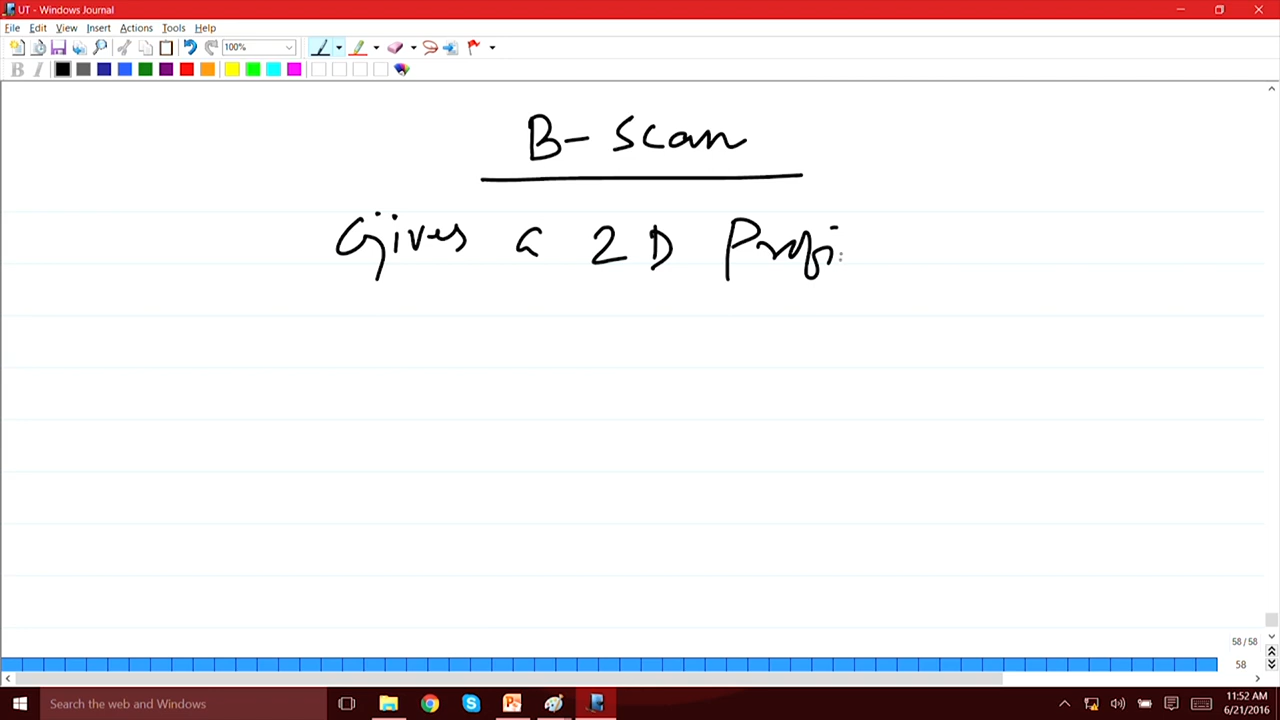 UT - Windows Journal
File Edit View Insert Actions Tools Help
100%
B I
B- Scan
Gives a 2D Profi
58 / 58
58
Search the web and Windows
11:52 AM
6/21/2016